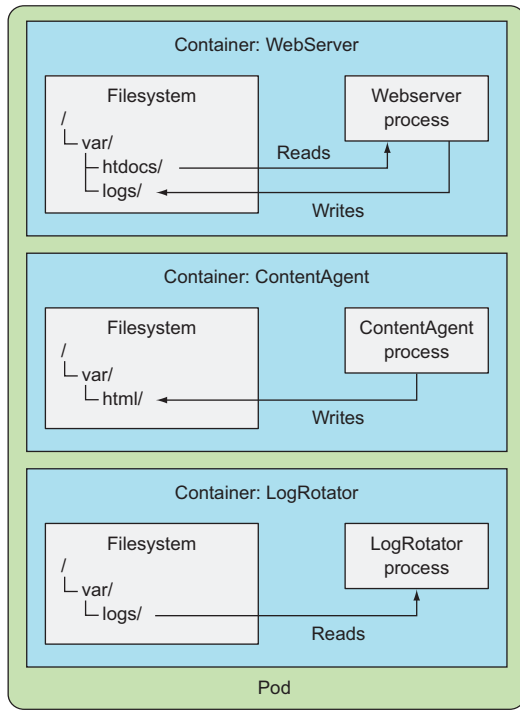 Container: WebServer
Filesystem
/
var/
htdocs/
logs/
Webserver
process
Reads
Writes
Container: ContentAgent
Filesystem
/
var/
html/
ContentAgent
process
Writes
Container: LogRotator
Filesystem
/
var/
logs/
LogRotator
process
Reads
Pod